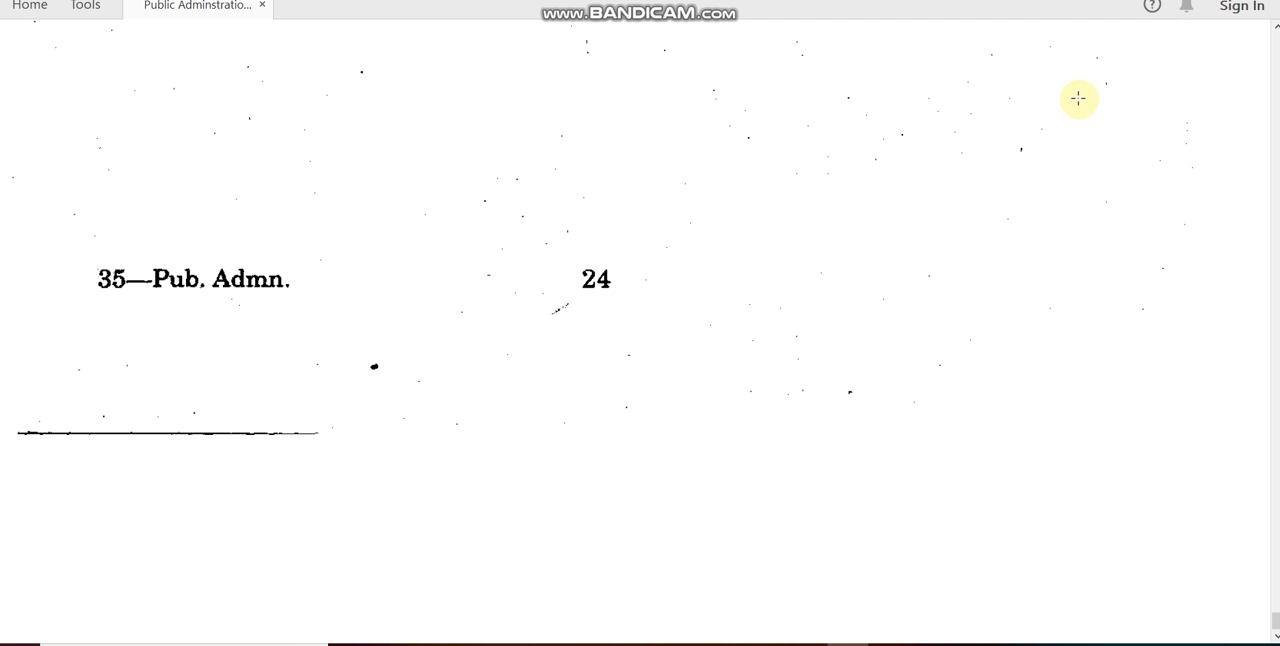 Home Tools Public Adminstratio... × ? Sign In
www.BANDICAM.com
35—Pub. Admn. 24